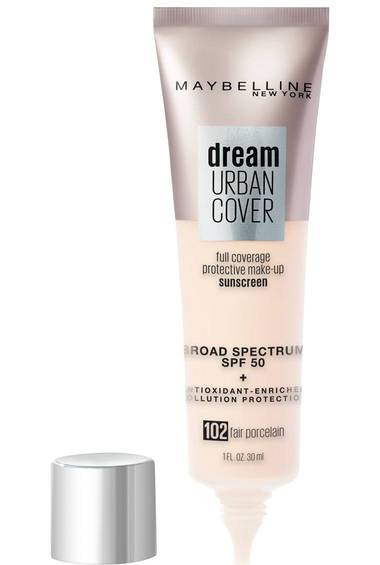 MAYBELLINE
NEW YORK
dream
URBAN
COVER
full coverage
protective make-up
sunscreen
BROAD SPECTRUM
SPF 50
+
ANTIOXIDANT-ENRICHED
POLLUTION PROTECTION
102 fair porcelain
1 FL. OZ. 30 ml